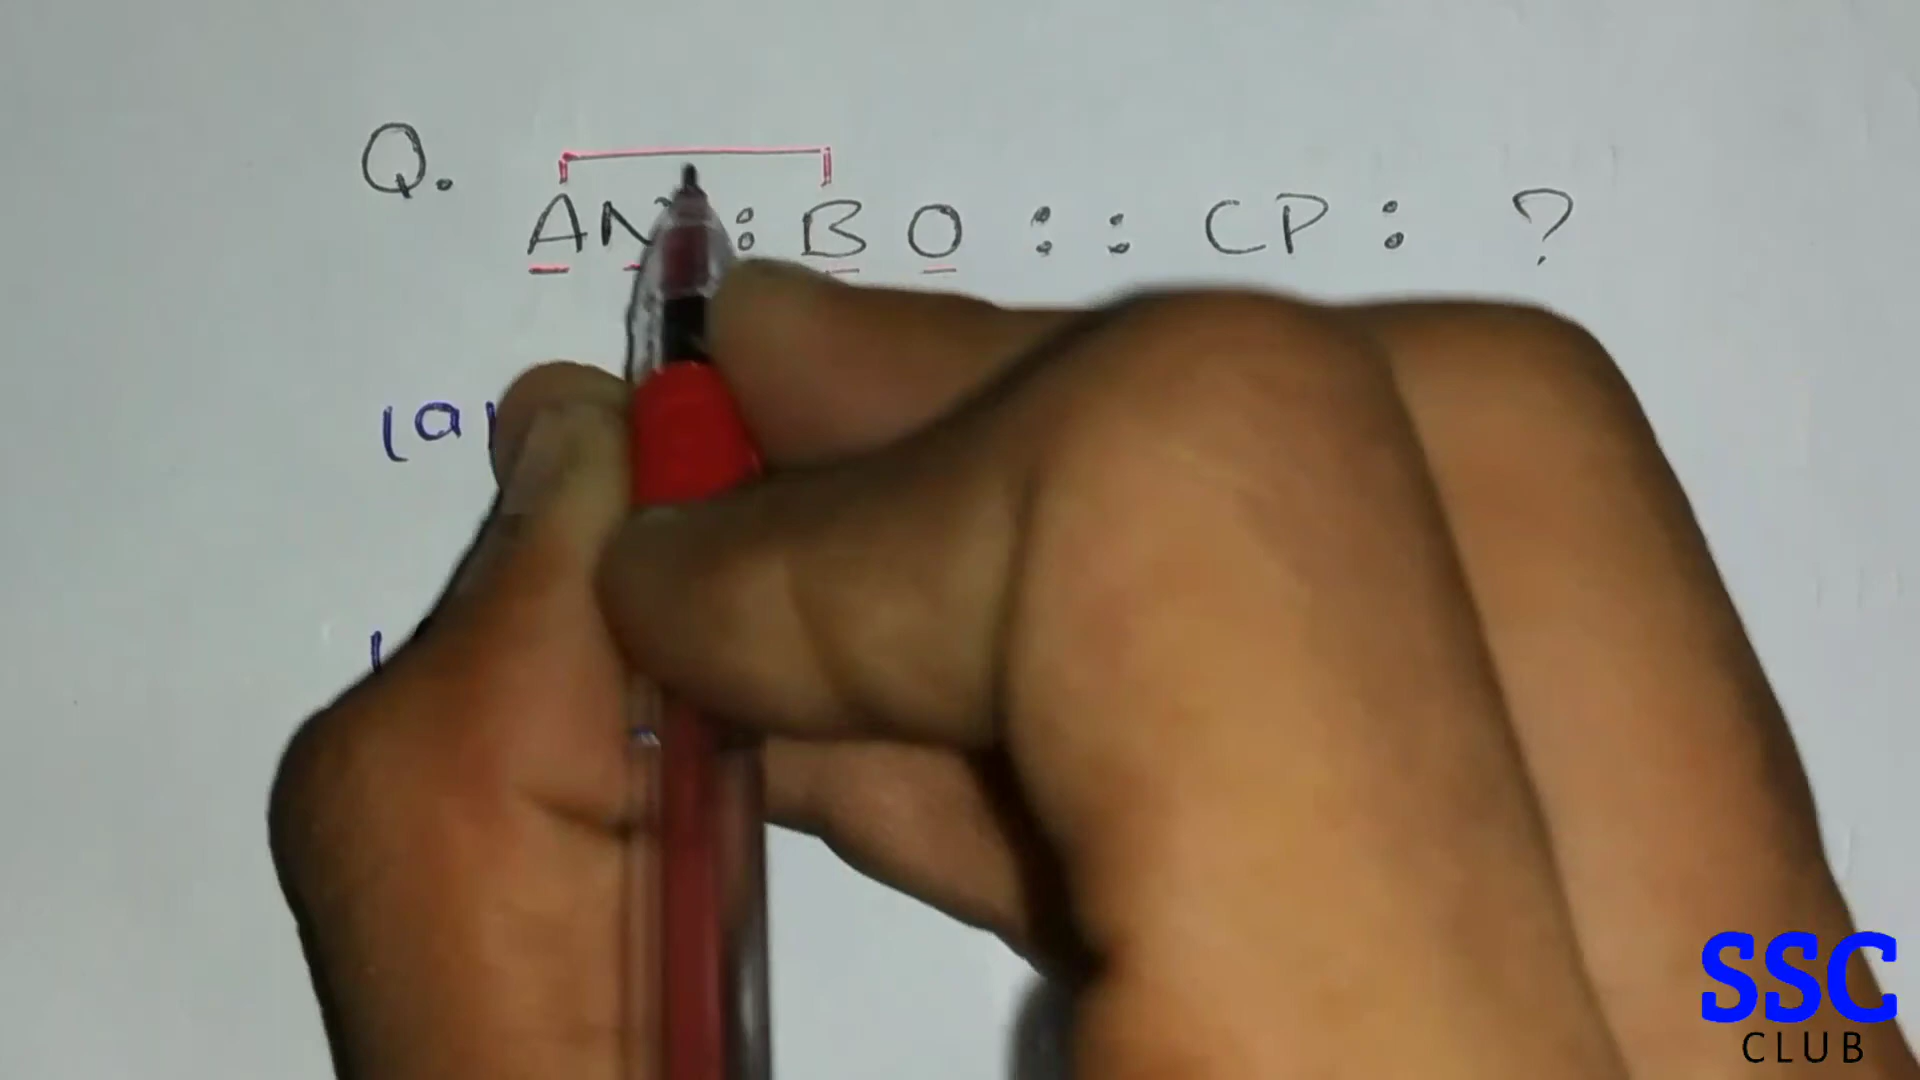 Q. AN : BO :: CP : ?
(a)
SSC
CLUB